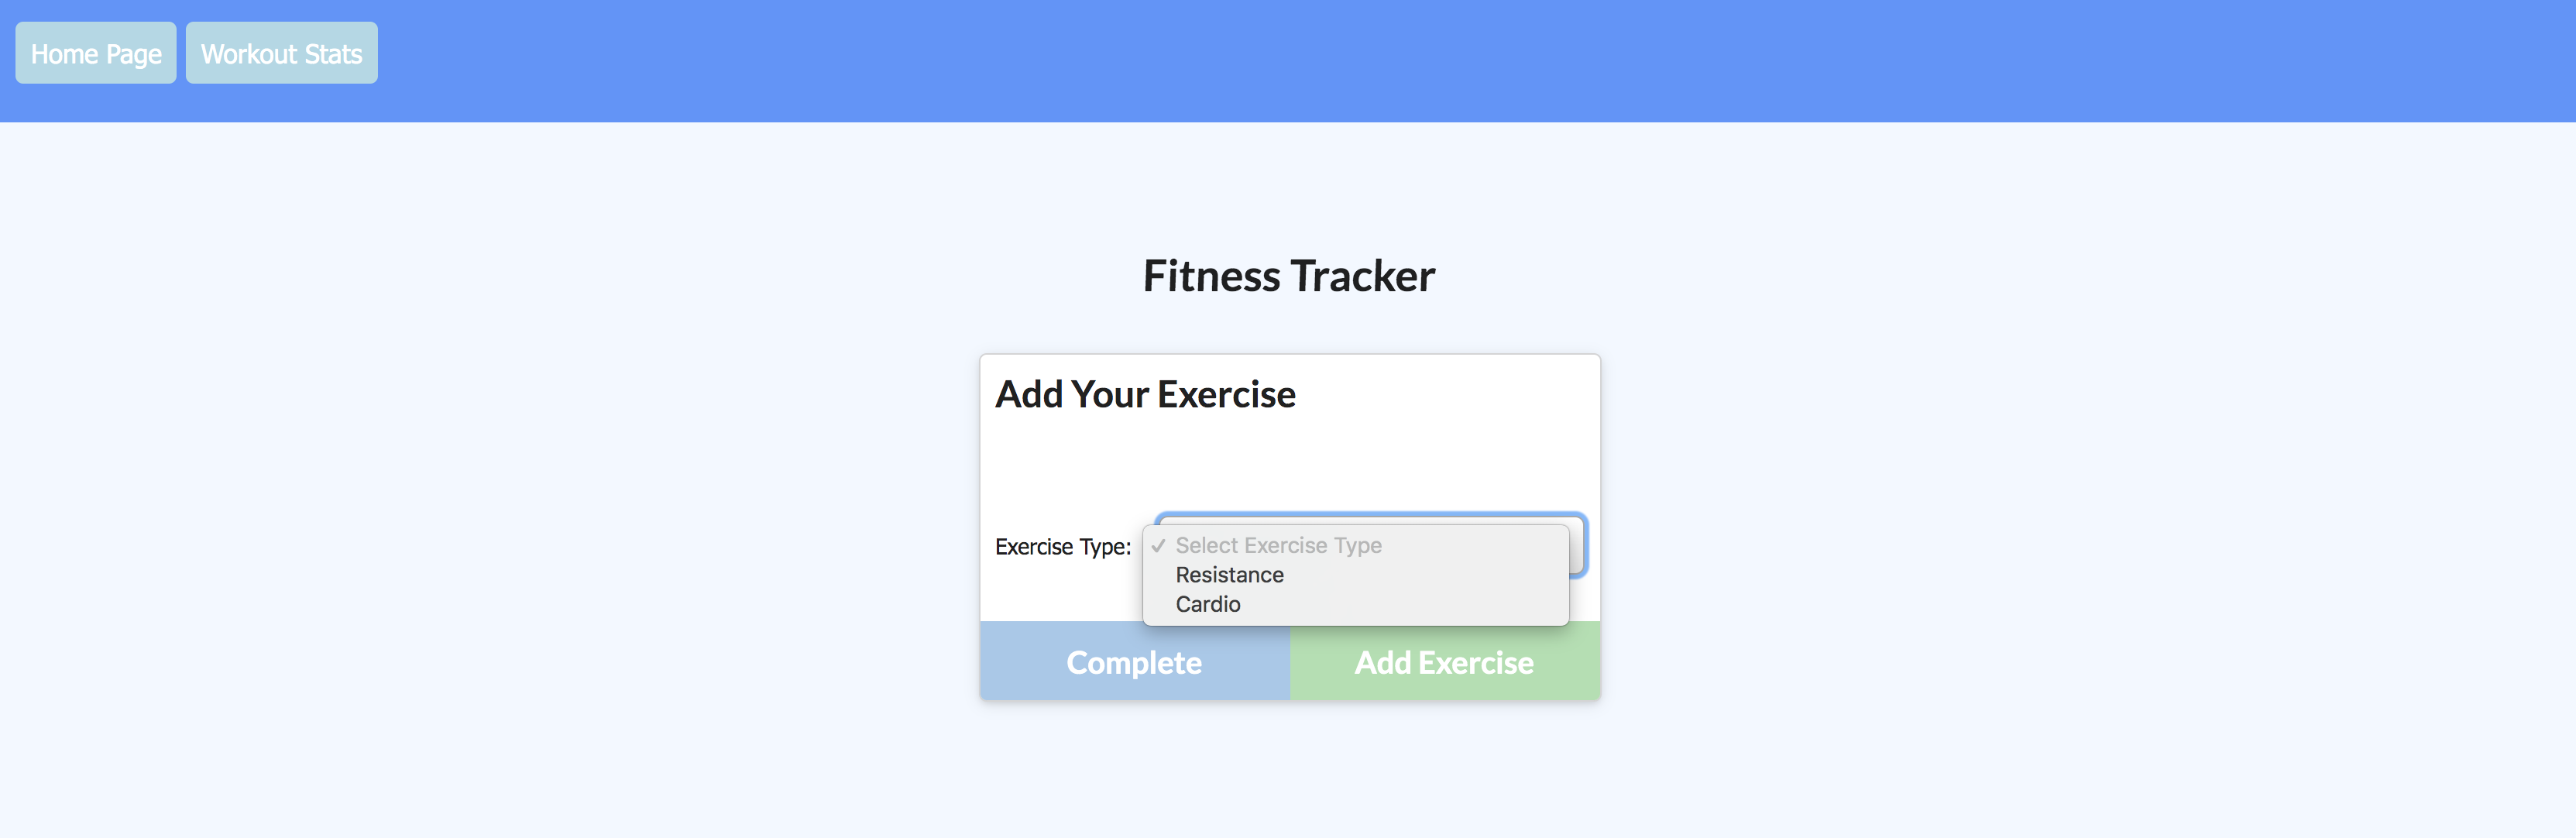 Home Page Workout Stats
Fitness Tracker
Add Your Exercise
Exercise Type: ✓ Select Exercise Type
Resistance
Cardio
Complete Add Exercise